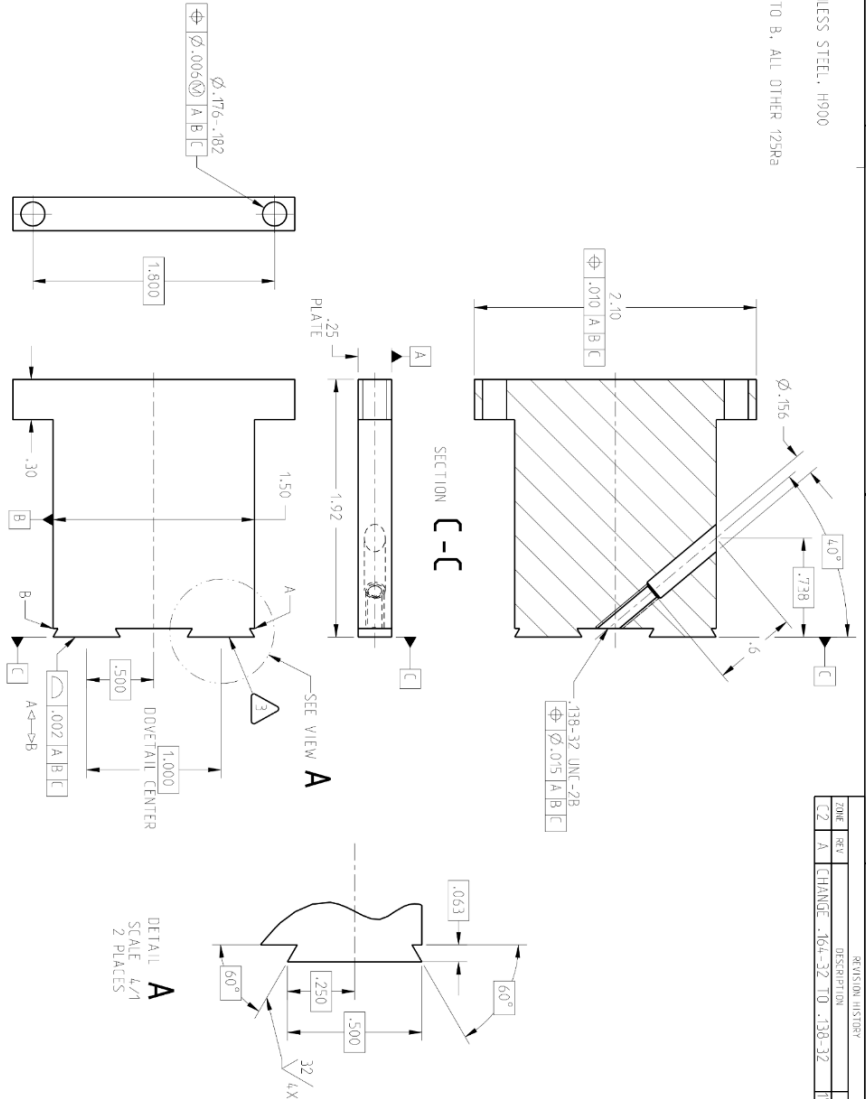 LESS STEEL, H900
TO B, ALL OTHER 125Ra
REVISION HISTORY
ZONE REV DESCRIPTION
C2 A CHANGE .164-32 TO .138-32
2.10
⌖ .010 A B C
Ø.156
40°
.738
.6
C
.138-32 UNC-2B
⌖ Ø.015 A B C
SECTION C-C
A
.25
PLATE
1.92
C
Ø.176-.182
⌖ Ø.006Ⓜ A B C
1.800
.30
1.50
B
A
B
C
SEE VIEW A
3
.500
1.000
DOVETAIL CENTER
⌓ .002 A B C
A↔B
.063
60°
60°
.250
.500
32
4X
DETAIL A
SCALE 4/1
2 PLACES